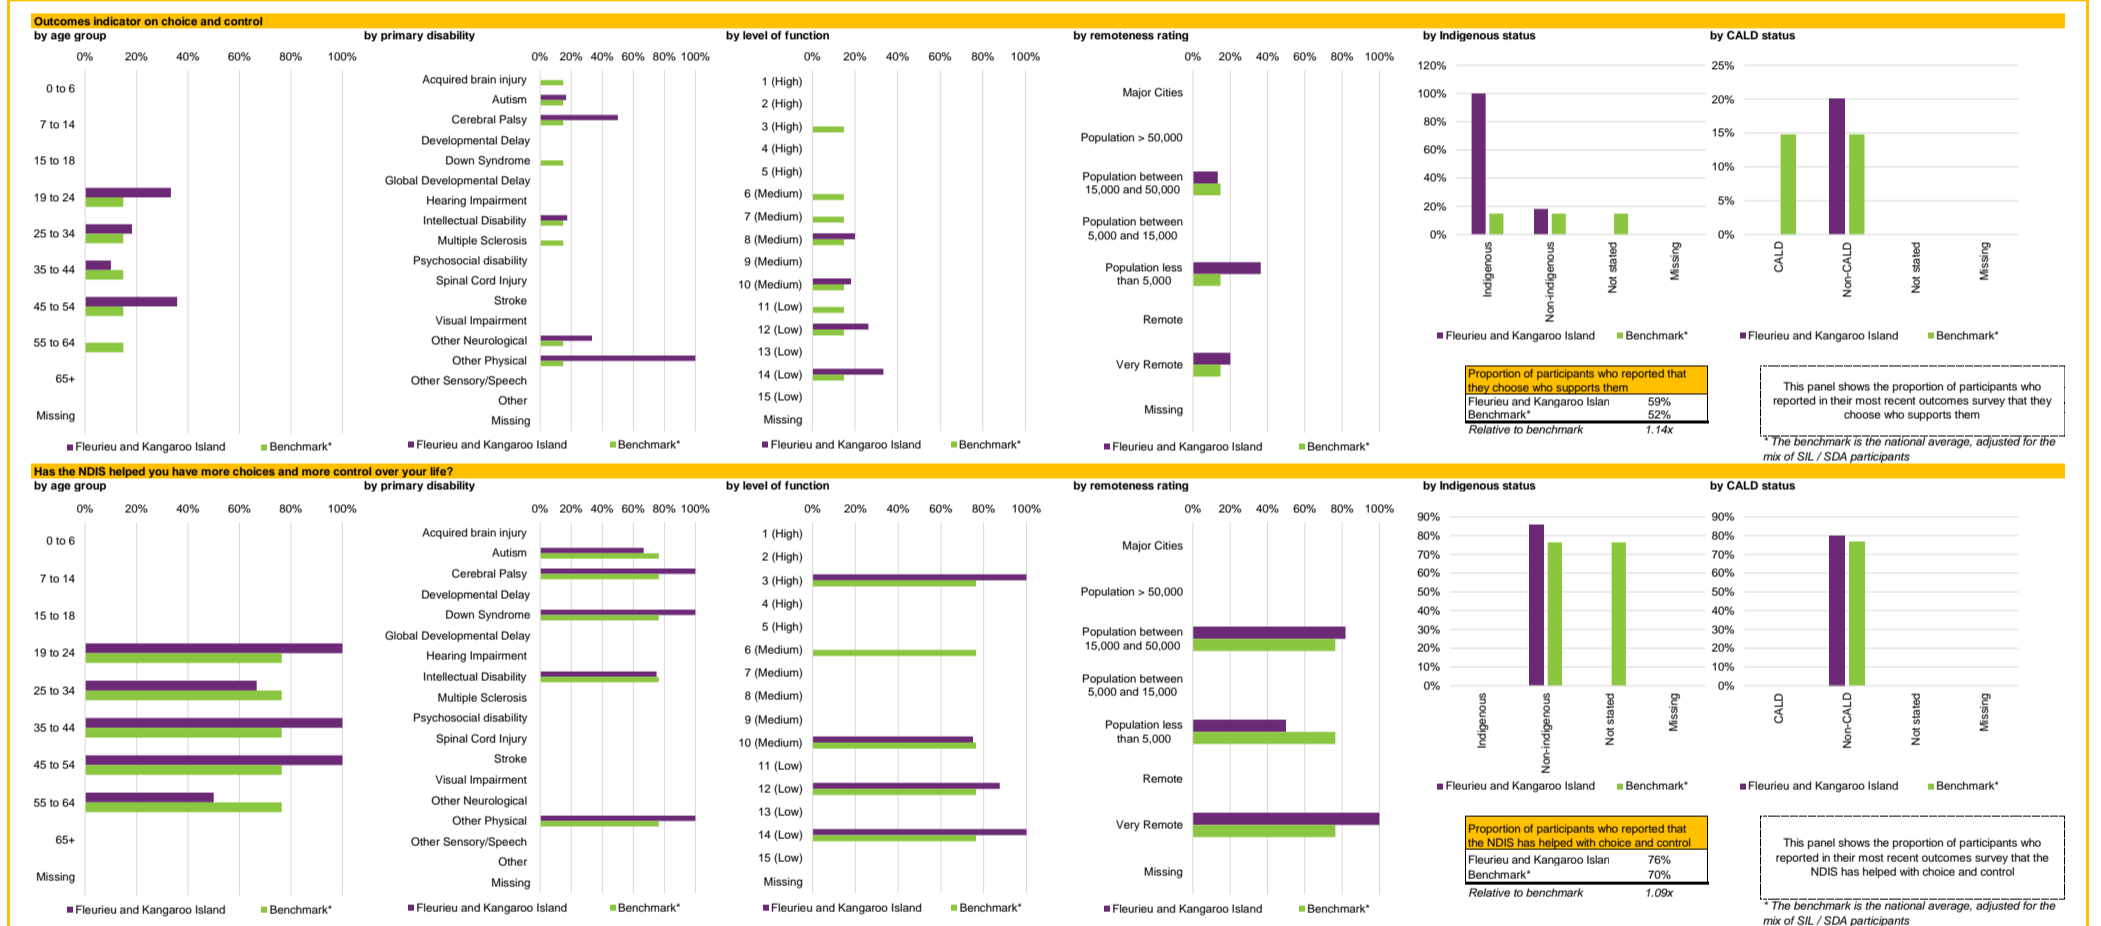 Outcomes indicator on choice and control
by age group
0% 20% 40% 60% 80% 100%
0 to 6
7 to 14
15 to 18
19 to 24
25 to 34
35 to 44
45 to 54
55 to 64
65+
Missing
Fleurieu and Kangaroo Island Benchmark*
by primary disability
0% 20% 40% 60% 80% 100%
Acquired brain injury
Autism
Cerebral Palsy
Developmental Delay
Down Syndrome
Global Developmental Delay
Hearing Impairment
Intellectual Disability
Multiple Sclerosis
Psychosocial disability
Spinal Cord Injury
Stroke
Visual Impairment
Other Neurological
Other Physical
Other Sensory/Speech
Other
Missing
Fleurieu and Kangaroo Island Benchmark*
by level of function
0% 20% 40% 60% 80% 100%
1 (High)
2 (High)
3 (High)
4 (High)
5 (High)
6 (Medium)
7 (Medium)
8 (Medium)
9 (Medium)
10 (Medium)
11 (Low)
12 (Low)
13 (Low)
14 (Low)
15 (Low)
Missing
Fleurieu and Kangaroo Island Benchmark*
by remoteness rating
0% 20% 40% 60% 80% 100%
Major Cities
Population > 50,000
Population between
15,000 and 50,000
Population between
5,000 and 15,000
Population less
than 5,000
Remote
Very Remote
Missing
Fleurieu and Kangaroo Island Benchmark*
by Indigenous status
120%
100%
80%
60%
40%
20%
0%
Indigenous
Non-indigenous
Not stated
Missing
Fleurieu and Kangaroo Island Benchmark*
by CALD status
25%
20%
15%
10%
5%
0%
CALD
Non-CALD
Not stated
Missing
Fleurieu and Kangaroo Island Benchmark*
Proportion of participants who reported that
they choose who supports them
Fleurieu and Kangaroo Islan 59%
Benchmark* 52%
Relative to benchmark 1.14x
This panel shows the proportion of participants who
reported in their most recent outcomes survey that they
choose who supports them
* The benchmark is the national average, adjusted for the
mix of SIL / SDA participants
Has the NDIS helped you have more choices and more control over your life?
by age group
0% 20% 40% 60% 80% 100%
0 to 6
7 to 14
15 to 18
19 to 24
25 to 34
35 to 44
45 to 54
55 to 64
65+
Missing
Fleurieu and Kangaroo Island Benchmark*
by primary disability
0% 20% 40% 60% 80% 100%
Acquired brain injury
Autism
Cerebral Palsy
Developmental Delay
Down Syndrome
Global Developmental Delay
Hearing Impairment
Intellectual Disability
Multiple Sclerosis
Psychosocial disability
Spinal Cord Injury
Stroke
Visual Impairment
Other Neurological
Other Physical
Other Sensory/Speech
Other
Missing
Fleurieu and Kangaroo Island Benchmark*
by level of function
0% 20% 40% 60% 80% 100%
1 (High)
2 (High)
3 (High)
4 (High)
5 (High)
6 (Medium)
7 (Medium)
8 (Medium)
9 (Medium)
10 (Medium)
11 (Low)
12 (Low)
13 (Low)
14 (Low)
15 (Low)
Missing
Fleurieu and Kangaroo Island Benchmark*
by remoteness rating
0% 20% 40% 60% 80% 100%
Major Cities
Population > 50,000
Population between
15,000 and 50,000
Population between
5,000 and 15,000
Population less
than 5,000
Remote
Very Remote
Missing
Fleurieu and Kangaroo Island Benchmark*
by Indigenous status
90%
80%
70%
60%
50%
40%
30%
20%
10%
0%
Indigenous
Non-indigenous
Not stated
Missing
Fleurieu and Kangaroo Island Benchmark*
by CALD status
90%
80%
70%
60%
50%
40%
30%
20%
10%
0%
CALD
Non-CALD
Not stated
Missing
Fleurieu and Kangaroo Island Benchmark*
Proportion of participants who reported that
the NDIS has helped with choice and control
Fleurieu and Kangaroo Islan 76%
Benchmark* 70%
Relative to benchmark 1.09x
This panel shows the proportion of participants who
reported in their most recent outcomes survey that the
NDIS has helped with choice and control
* The benchmark is the national average, adjusted for the
mix of SIL / SDA participants